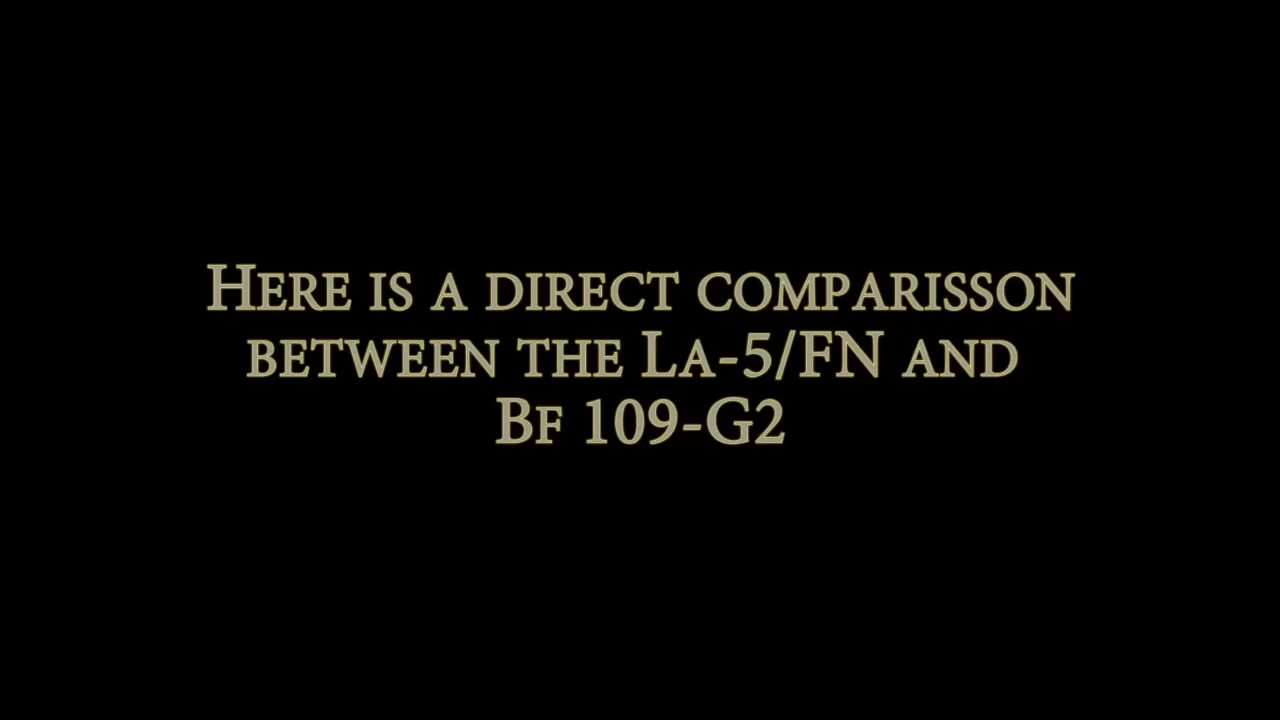 Here is a direct comparisson
between the La-5/FN and
Bf 109-G2